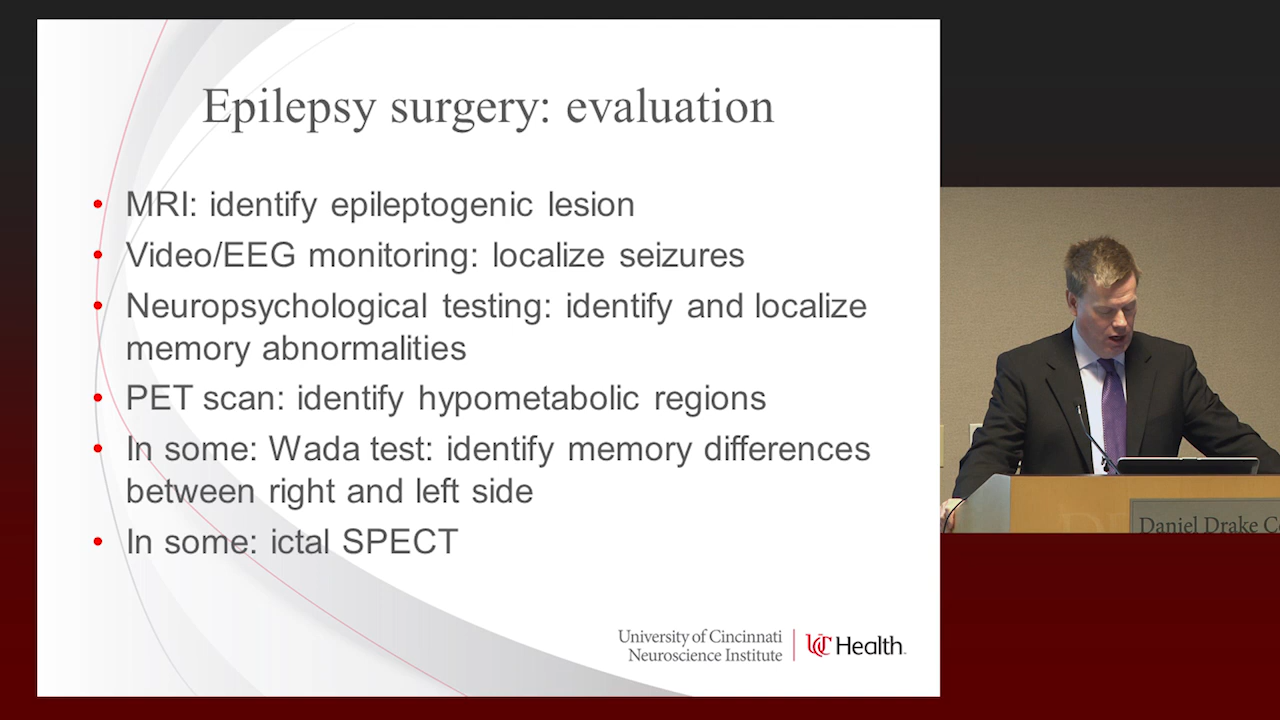 Epilepsy surgery: evaluation
• MRI: identify epileptogenic lesion
• Video/EEG monitoring: localize seizures
• Neuropsychological testing: identify and localize
memory abnormalities
• PET scan: identify hypometabolic regions
• In some: Wada test: identify memory differences
between right and left side
• In some: ictal SPECT
University of Cincinnati
Neuroscience Institute
UC Health
Daniel Drake